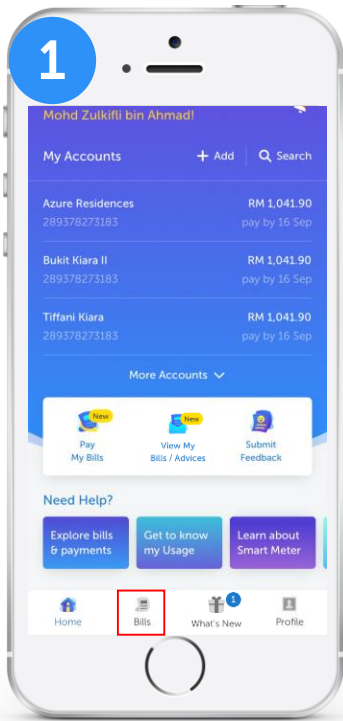 1
Mohd Zulkifli bin Ahmad!
My Accounts + Add Search
Azure Residences RM 1,041.90
289378273183 pay by 16 Sep
Bukit Kiara II RM 1,041.90
289378273183 pay by 16 Sep
Tiffani Kiara RM 1,041.90
289378273183 pay by 16 Sep
More Accounts
New New
Pay View My Submit
My Bills Bills / Advices Feedback
Need Help?
Explore bills Get to know Learn about
& payments my Usage Smart Meter
1
Home Bills What's New Profile